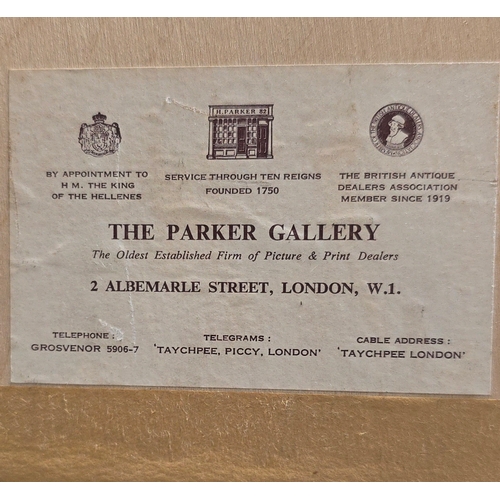 H. PARKER 82
BY APPOINTMENT TO
H M. THE KING
OF THE HELLENES
SERVICE THROUGH TEN REIGNS
FOUNDED 1750
THE BRITISH ANTIQUE
DEALERS ASSOCIATION
MEMBER SINCE 1919
THE PARKER GALLERY
The Oldest Established Firm of Picture & Print Dealers
2 ALBEMARLE STREET, LONDON, W.1.
TELEPHONE :
GROSVENOR 5906-7
TELEGRAMS :
'TAYCHPEE, PICCY, LONDON'
CABLE ADDRESS :
'TAYCHPEE LONDON'